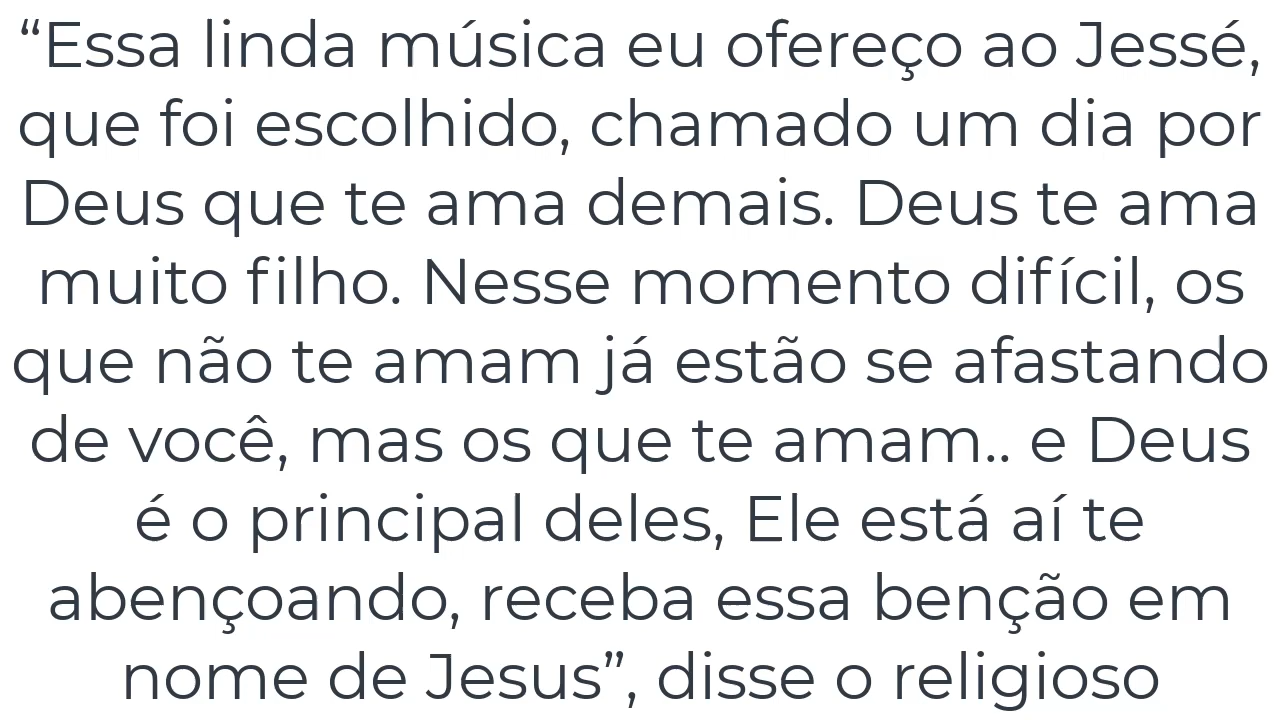 “Essa linda música eu ofereço ao Jessé,
que foi escolhido, chamado um dia por
Deus que te ama demais. Deus te ama
muito filho. Nesse momento difícil, os
que não te amam já estão se afastando
de você, mas os que te amam.. e Deus
é o principal deles, Ele está aí te
abençoando, receba essa benção em
nome de Jesus”, disse o religioso